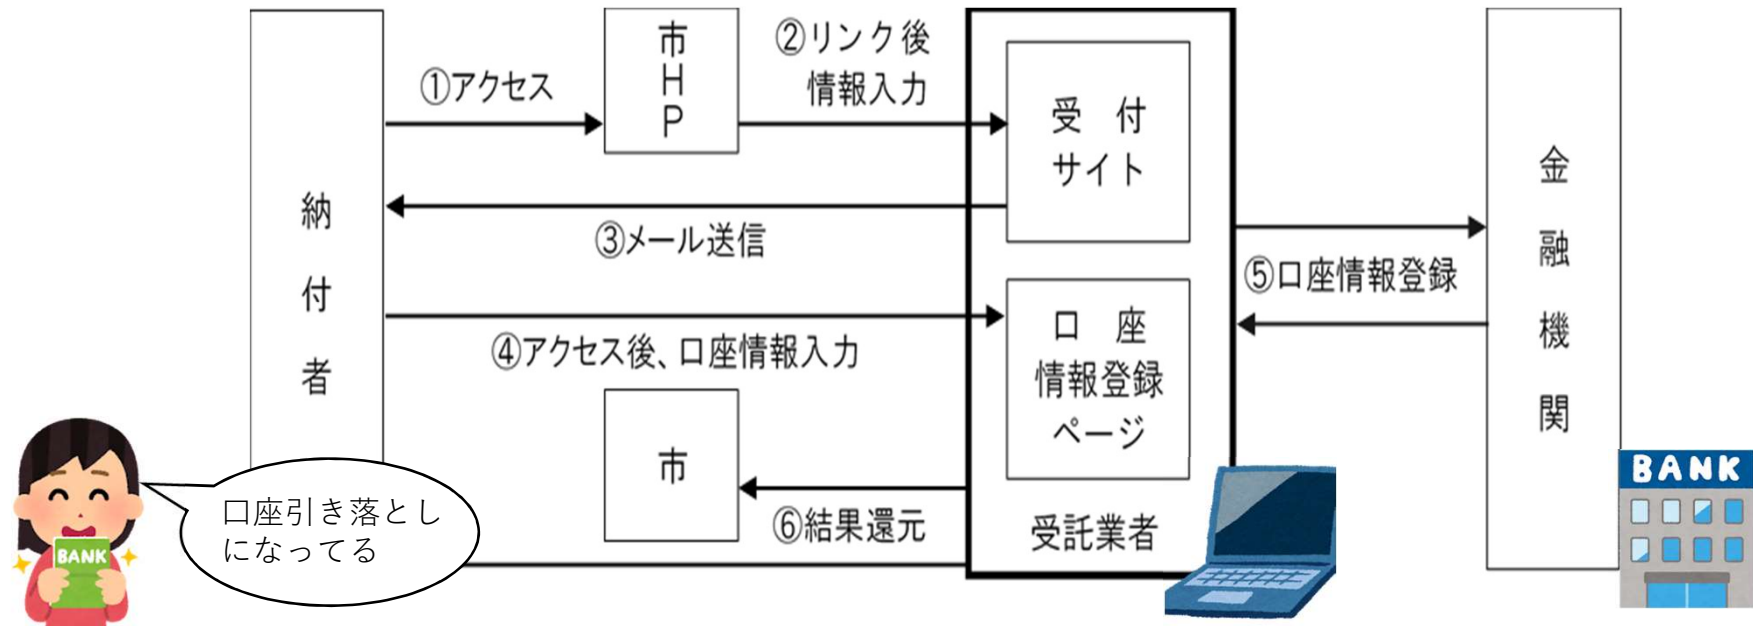 納付者
①アクセス
市HP
②リンク後
情報入力
受付
サイト
③メール送信
④アクセス後、口座情報入力
口座
情報登録
ページ
⑤口座情報登録
金融機関
市
⑥結果還元
受託業者
口座引き落とし
になってる
BANK
BANK